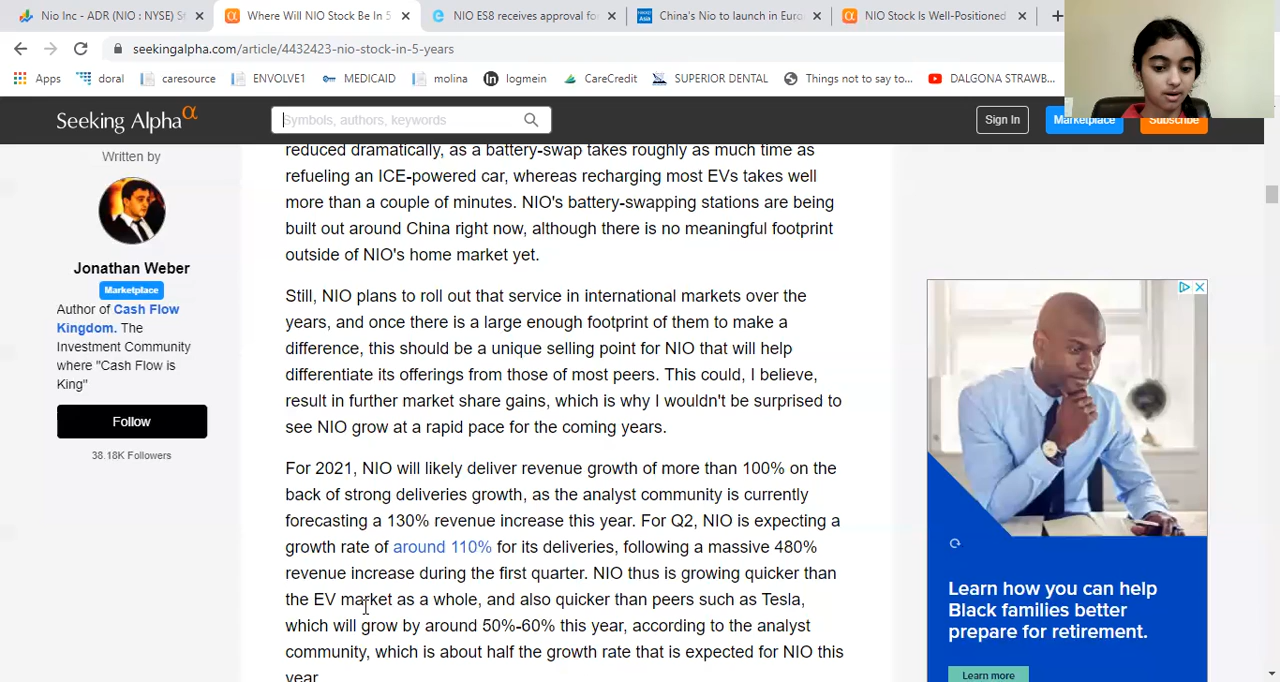 Nio Inc - ADR (NIO : NYSE) St
Where Will NIO Stock Be In 5
NIO ES8 receives approval for
China's Nio to launch in Euro
NIO Stock Is Well-Positioned
seekingalpha.com/article/4432423-nio-stock-in-5-years
Apps
doral
caresource
ENVOLVE1
MEDICAID
molina
logmein
CareCredit
SUPERIOR DENTAL
Things not to say to...
DALGONA STRAWB...
Seeking Alpha α
Symbols, authors, keywords
Sign In
Marketplace
Subscribe
Written by
Jonathan Weber
Marketplace
Author of Cash Flow
Kingdom. The
Investment Community
where "Cash Flow is
King"
Follow
38.18K Followers
reduced dramatically, as a battery-swap takes roughly as much time as
refueling an ICE-powered car, whereas recharging most EVs takes well
more than a couple of minutes. NIO's battery-swapping stations are being
built out around China right now, although there is no meaningful footprint
outside of NIO's home market yet.
Still, NIO plans to roll out that service in international markets over the
years, and once there is a large enough footprint of them to make a
difference, this should be a unique selling point for NIO that will help
differentiate its offerings from those of most peers. This could, I believe,
result in further market share gains, which is why I wouldn't be surprised to
see NIO grow at a rapid pace for the coming years.
For 2021, NIO will likely deliver revenue growth of more than 100% on the
back of strong deliveries growth, as the analyst community is currently
forecasting a 130% revenue increase this year. For Q2, NIO is expecting a
growth rate of around 110% for its deliveries, following a massive 480%
revenue increase during the first quarter. NIO thus is growing quicker than
the EV market as a whole, and also quicker than peers such as Tesla,
which will grow by around 50%-60% this year, according to the analyst
community, which is about half the growth rate that is expected for NIO this
year.
Learn how you can help
Black families better
prepare for retirement.
Learn more